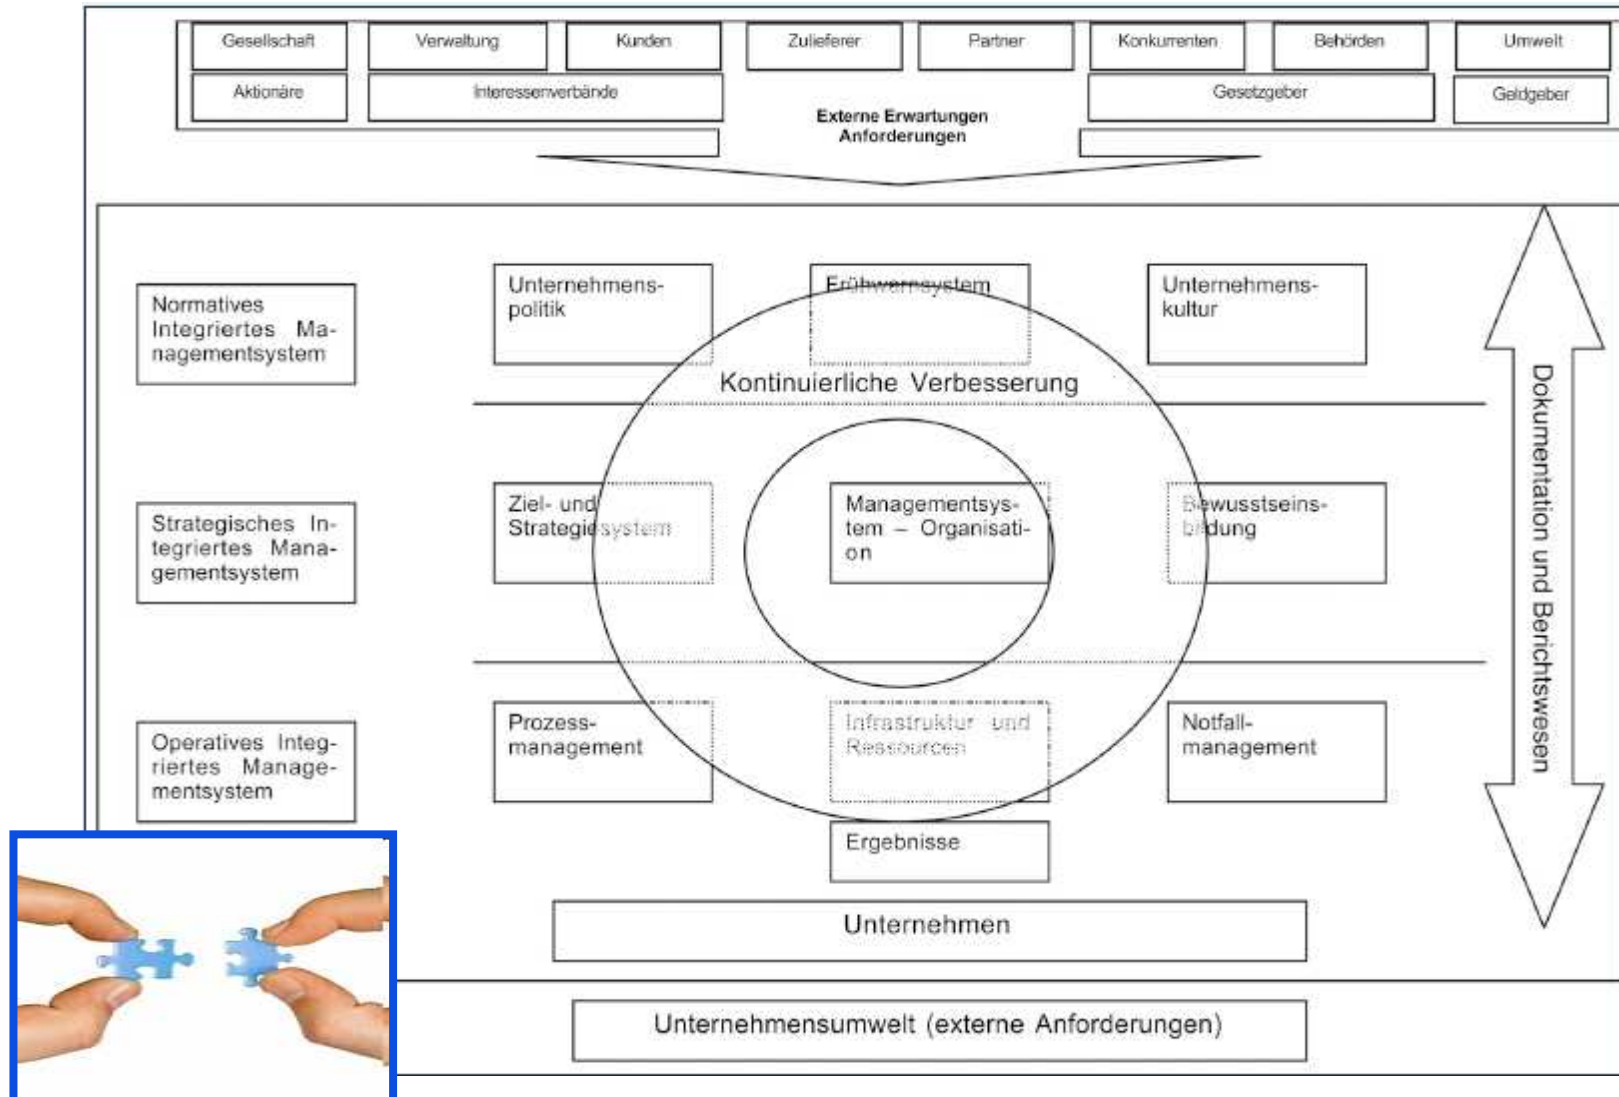 Gesellschaft
Verwaltung
Kunden
Zulieferer
Partner
Konkurrenten
Behörden
Umwelt
Aktionäre
Interessenverbände
Gesetzgeber
Geldgeber
Externe Erwartungen
Anforderungen
Normatives
Integriertes Ma-
nagementsystem
Unternehmens-
politik
Frühwarnsystem
Unternehmens-
kultur
Kontinuierliche Verbesserung
Strategisches In-
tegriertes Mana-
gementsystem
Ziel- und
Strategiesystem
Managementsys-
tem – Organisati-
on
Bewusstseins-
bildung
Operatives Integ-
riertes Manage-
mentsystem
Prozess-
management
Infrastruktur und
Ressourcen
Notfall-
management
Ergebnisse
Dokumentation und Berichtswesen
Unternehmen
Unternehmensumwelt (externe Anforderungen)